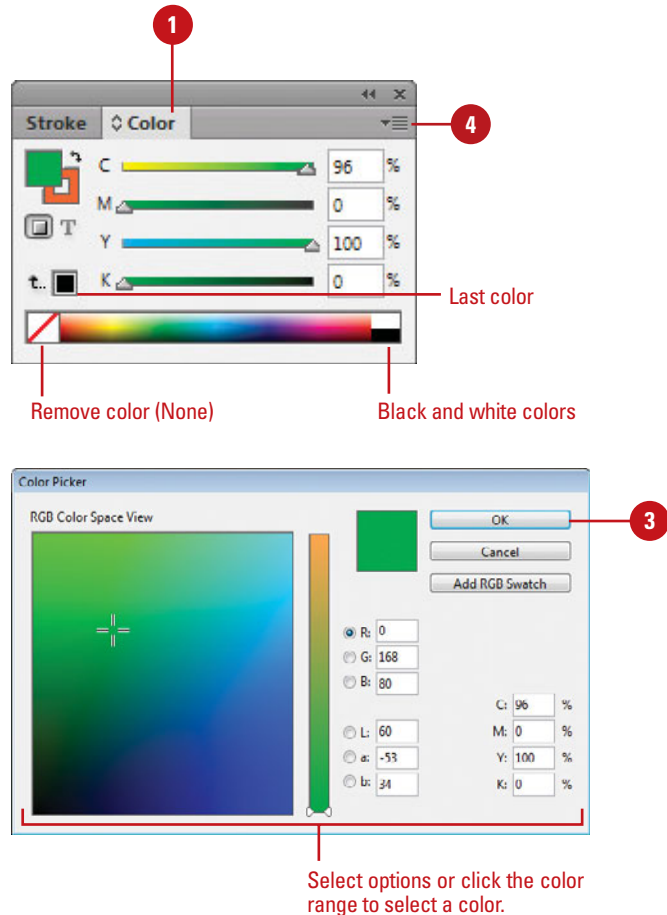 1
Stroke Color
4
C 96 %
M 0 %
T
Y 100 %
t.. K 0 %
Last color
Remove color (None)
Black and white colors
Color Picker
RGB Color Space View
OK
3
Cancel
Add RGB Swatch
R: 0
G: 168
B: 80
C: 96 %
L: 60
M: 0 %
a: -53
Y: 100 %
b: 34
K: 0 %
Select options or click the color
range to select a color.